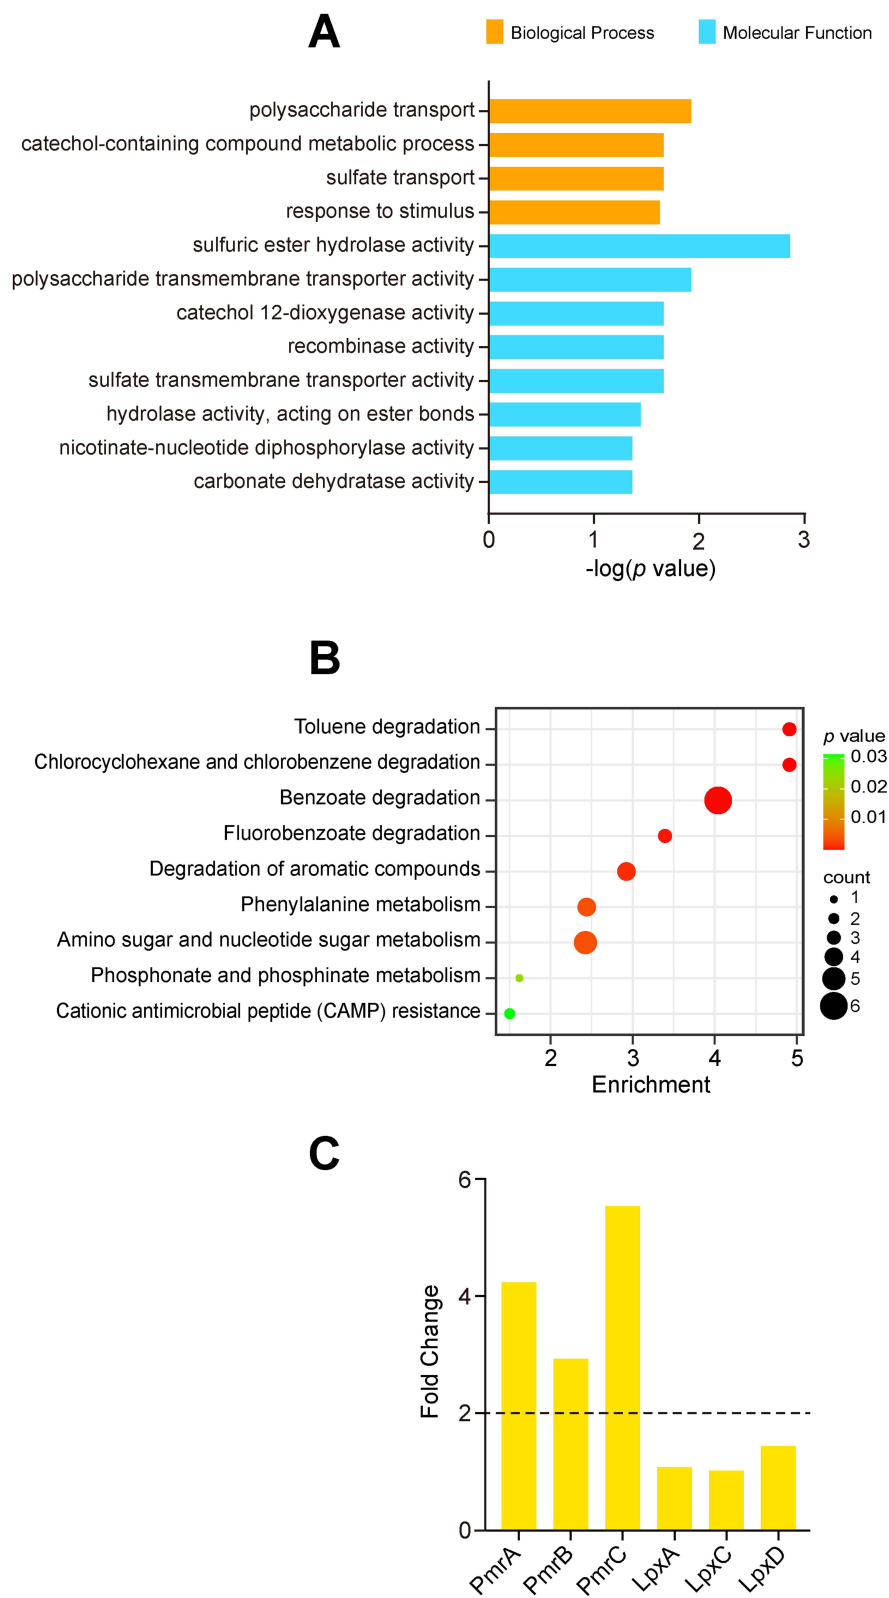 A
Biological Process
Molecular Function
polysaccharide transport
catechol-containing compound metabolic process
sulfate transport
response to stimulus
sulfuric ester hydrolase activity
polysaccharide transmembrane transporter activity
catechol 12-dioxygenase activity
recombinase activity
sulfate transmembrane transporter activity
hydrolase activity, acting on ester bonds
nicotinate-nucleotide diphosphorylase activity
carbonate dehydratase activity
0 1 2 3
-log(p value)
B
Toluene degradation
Chlorocyclohexane and chlorobenzene degradation
Benzoate degradation
Fluorobenzoate degradation
Degradation of aromatic compounds
Phenylalanine metabolism
Amino sugar and nucleotide sugar metabolism
Phosphonate and phosphinate metabolism
Cationic antimicrobial peptide (CAMP) resistance
2 3 4 5
Enrichment
p value
0.03
0.02
0.01
count
1
2
3
4
5
6
C
Fold Change
6
4
2
0
PmrA
PmrB
PmrC
LpxA
LpxC
LpxD